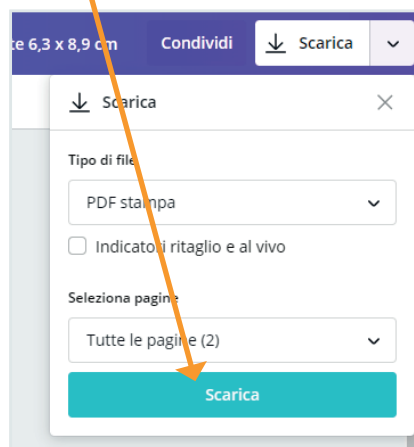 te 6,3 x 8,9 cm Condividi Scarica
Scarica
Tipo di file
PDF stampa
Indicatori ritaglio e al vivo
Seleziona pagine
Tutte le pagine (2)
Scarica